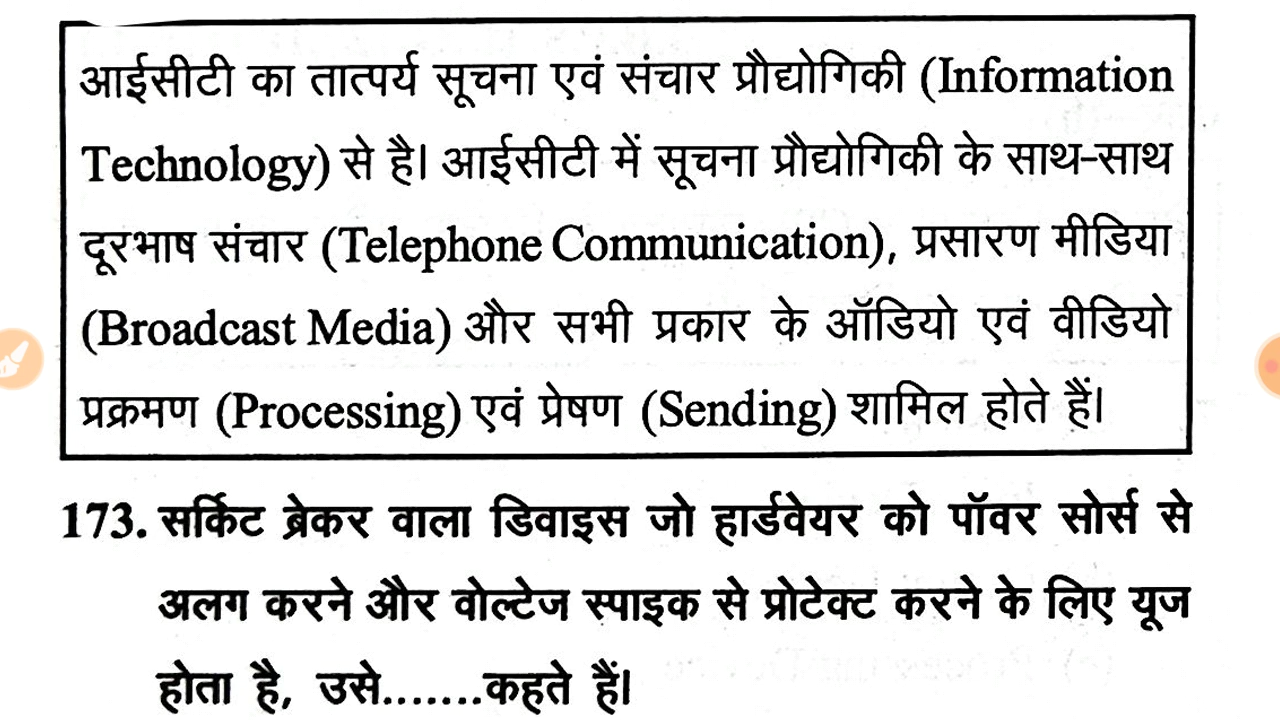 आईसीटी का तात्पर्य सूचना एवं संचार प्रौद्योगिकी (Information
Technology) से है। आईसीटी में सूचना प्रौद्योगिकी के साथ-साथ
दूरभाष संचार (Telephone Communication), प्रसारण मीडिया
(Broadcast Media) और सभी प्रकार के ऑडियो एवं वीडियो
प्रक्रमण (Processing) एवं प्रेषण (Sending) शामिल होते हैं।
173. सर्किट ब्रेकर वाला डिवाइस जो हार्डवेयर को पॉवर सोर्स से
अलग करने और वोल्टेज स्पाइक से प्रोटेक्ट करने के लिए यूज
होता है, उसे.......कहते हैं।